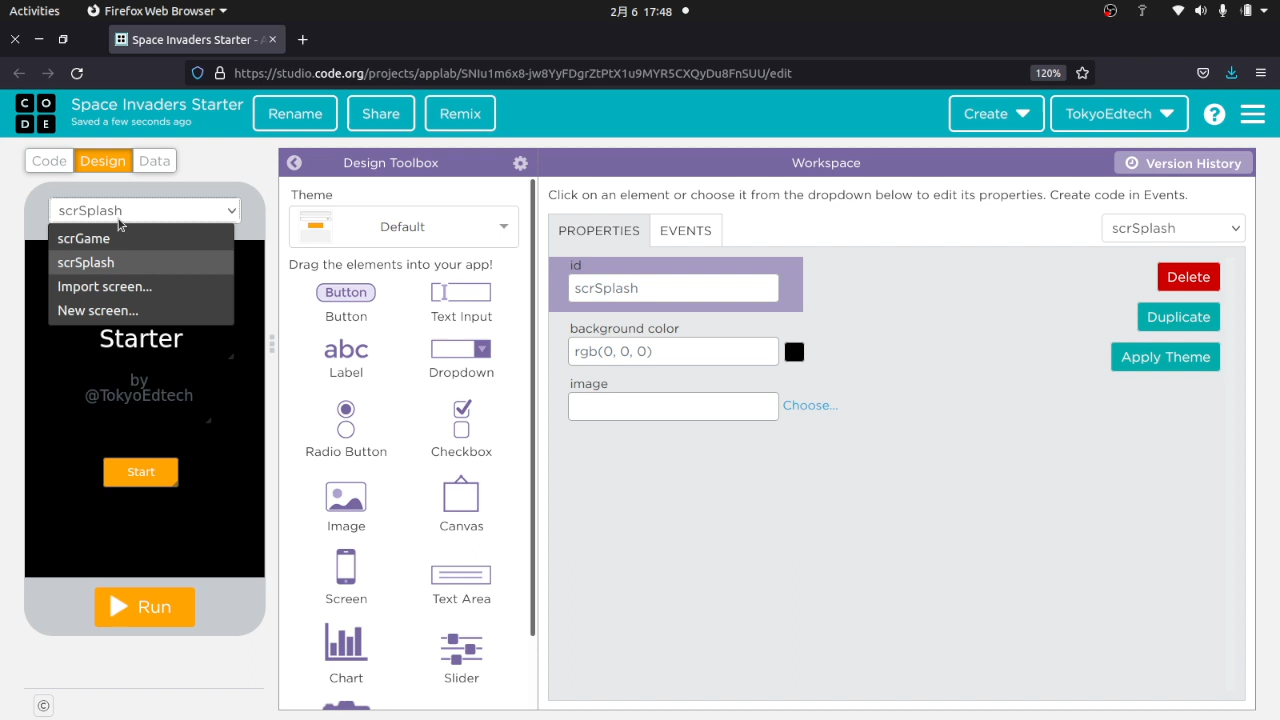 Activities
Firefox Web Browser
2月 6 17:48
Space Invaders Starter - A
https://studio.code.org/projects/applab/SNIu1m6x8-jw8YyFDgrZtPtX1u9MYR5CXQyDu8FnSUU/edit
120%
C O
D E
Space Invaders Starter
Saved a few seconds ago
Rename
Share
Remix
Create
TokyoEdtech
?
Code
Design
Data
Design Toolbox
Workspace
Version History
scrSplash
scrGame
scrSplash
Import screen...
New screen...
Starter
by
@TokyoEdtech
Start
Run
©
Theme
Default
Drag the elements into your app!
Button
Button
Text Input
abc
Label
Dropdown
Radio Button
Checkbox
Image
Canvas
Screen
Text Area
Chart
Slider
Click on an element or choose it from the dropdown below to edit its properties. Create code in Events.
PROPERTIES
EVENTS
scrSplash
id
scrSplash
background color
rgb(0, 0, 0)
image
Choose...
Delete
Duplicate
Apply Theme